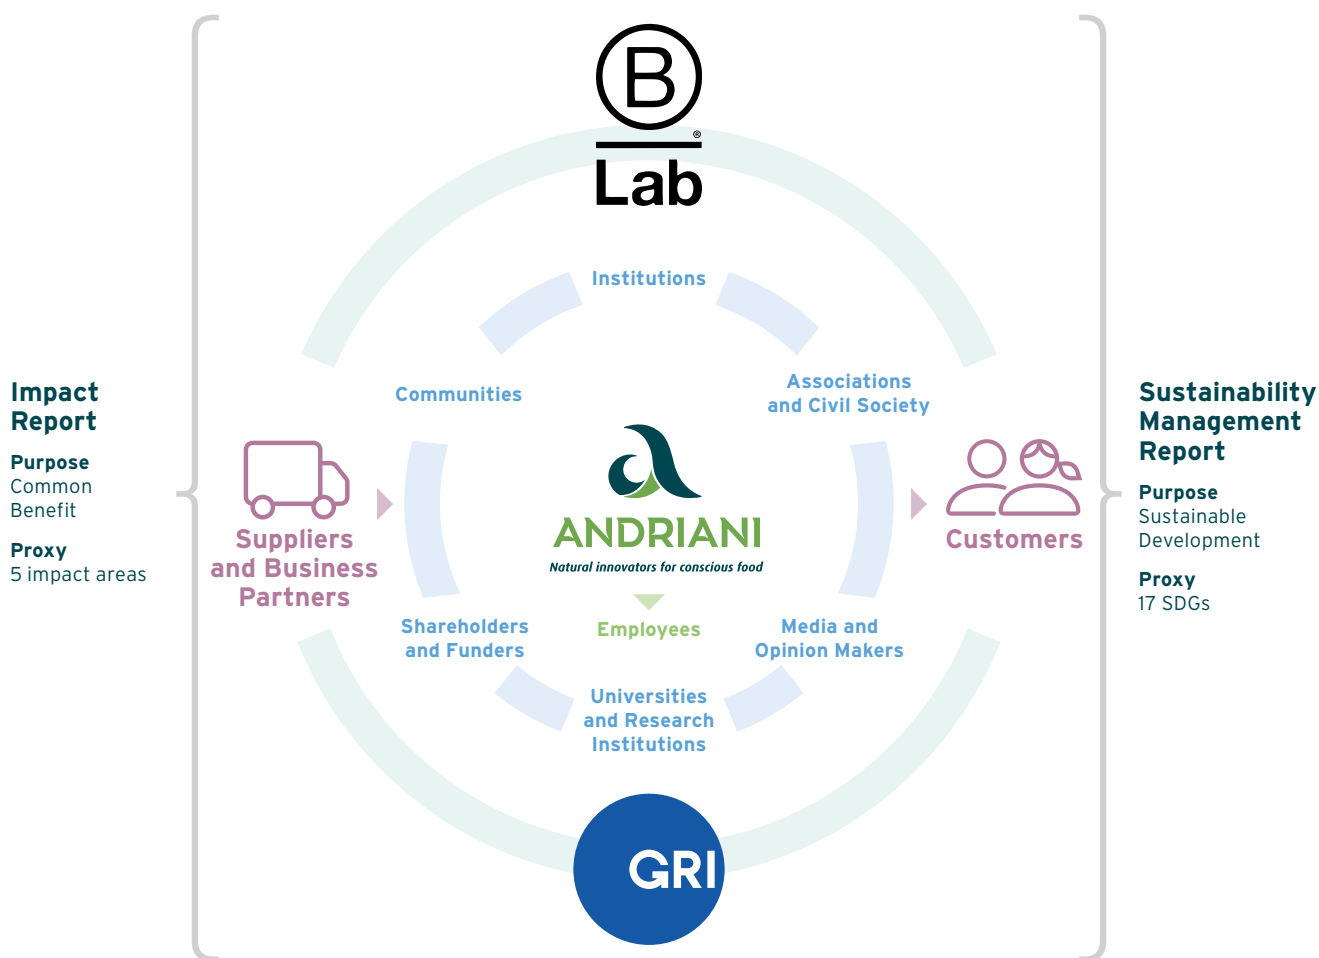 B
®
Lab
Institutions
Communities
Associations
and Civil Society
Impact
Report
Purpose
Common
Benefit
Proxy
5 impact areas
Suppliers
and Business
Partners
ANDRIANI
Natural innovators for conscious food
Employees
Customers
Sustainability
Management
Report
Purpose
Sustainable
Development
Proxy
17 SDGs
Shareholders
and Funders
Media and
Opinion Makers
Universities
and Research
Institutions
GRI